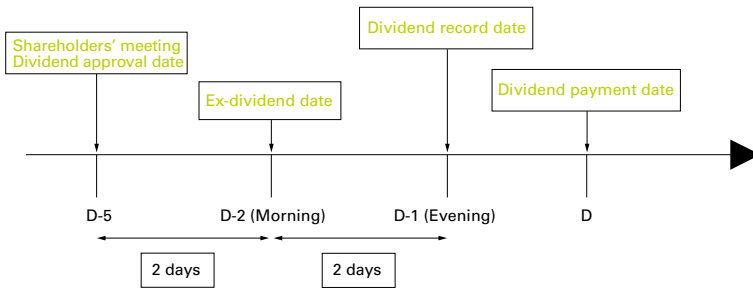 Dividend record date
Shareholders’ meeting
Dividend approval date
Ex-dividend date
Dividend payment date
D-5
D-2 (Morning)
D-1 (Evening)
D
2 days
2 days